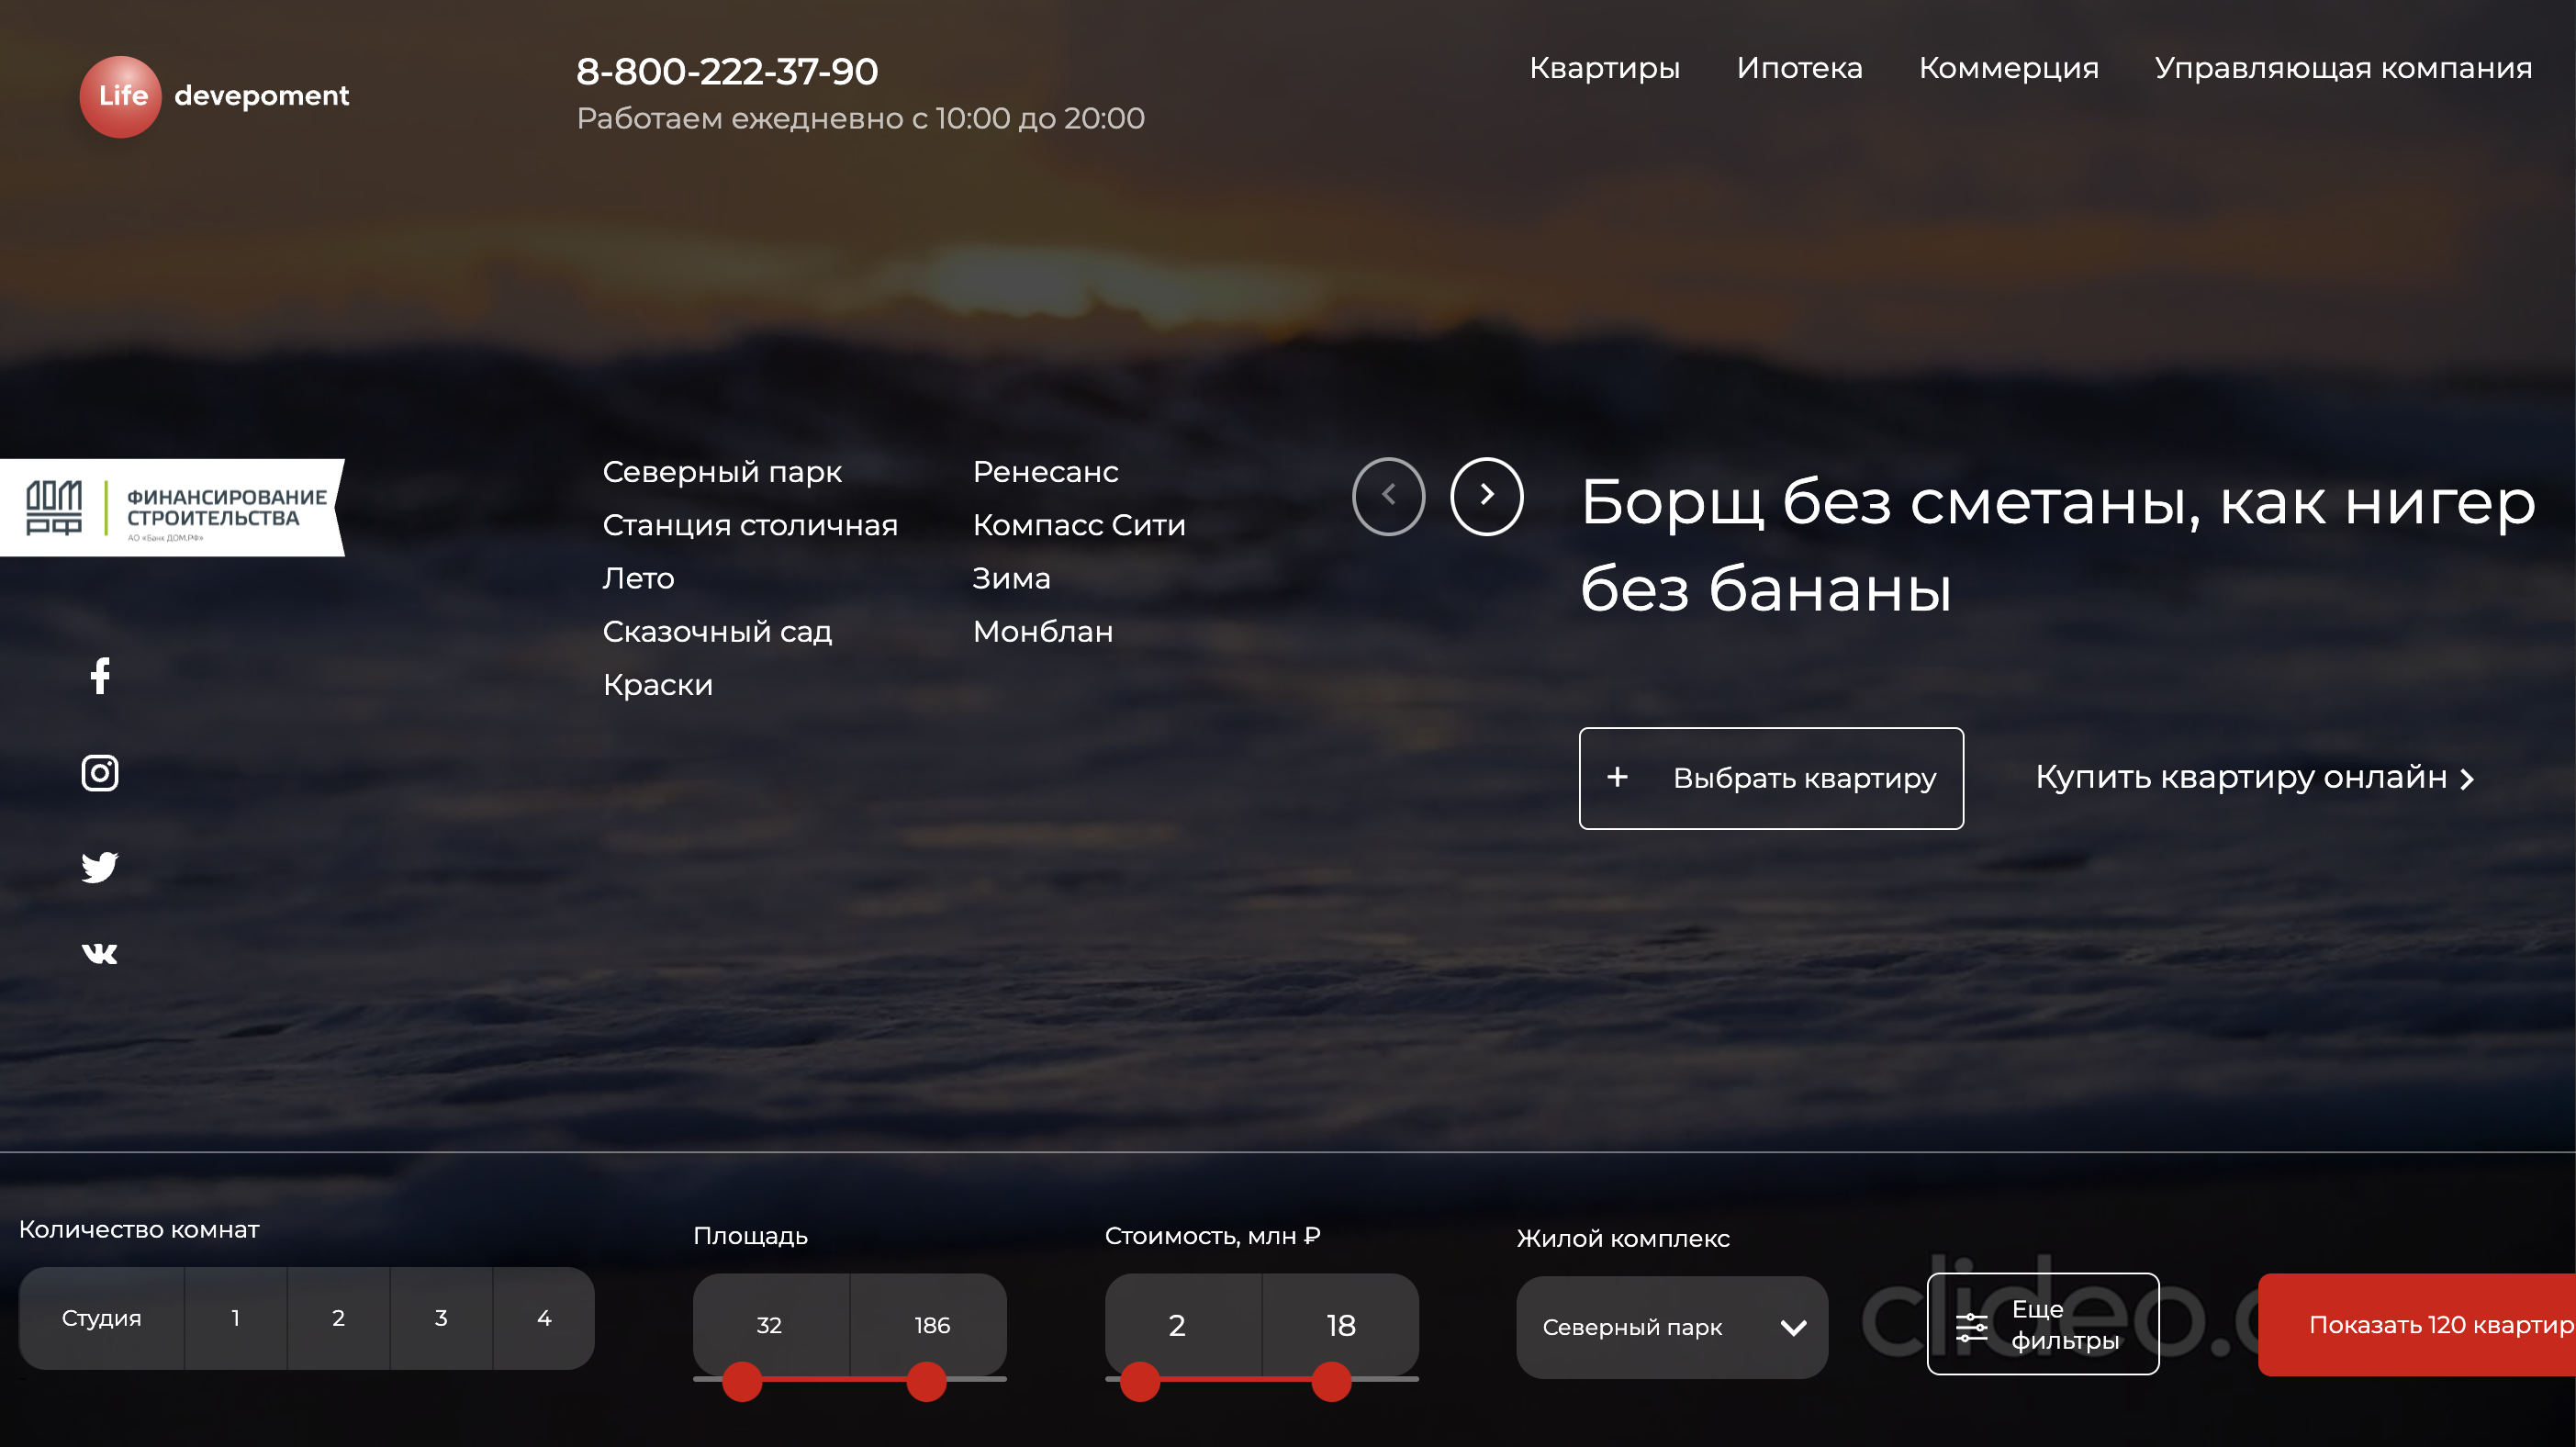 Life devepoment
8-800-222-37-90
Работаем ежедневно с 10:00 до 20:00
Квартиры Ипотека Коммерция Управляющая компания
ДОМ РФ
ФИНАНСИРОВАНИЕ
СТРОИТЕЛЬСТВА
АО «Банк ДОМ.РФ»
Северный парк
Станция столичная
Лето
Сказочный сад
Краски
Ренесанс
Компасс Сити
Зима
Монблан
Борщ без сметаны, как нигер
без бананы
+ Выбрать квартиру
Купить квартиру онлайн
Количество комнат
Студия 1 2 3 4
Площадь
32 186
Стоимость, млн ₽
2 18
Жилой комплекс
Северный парк
Еще
фильтры
Показать 120 квартир
clideo.